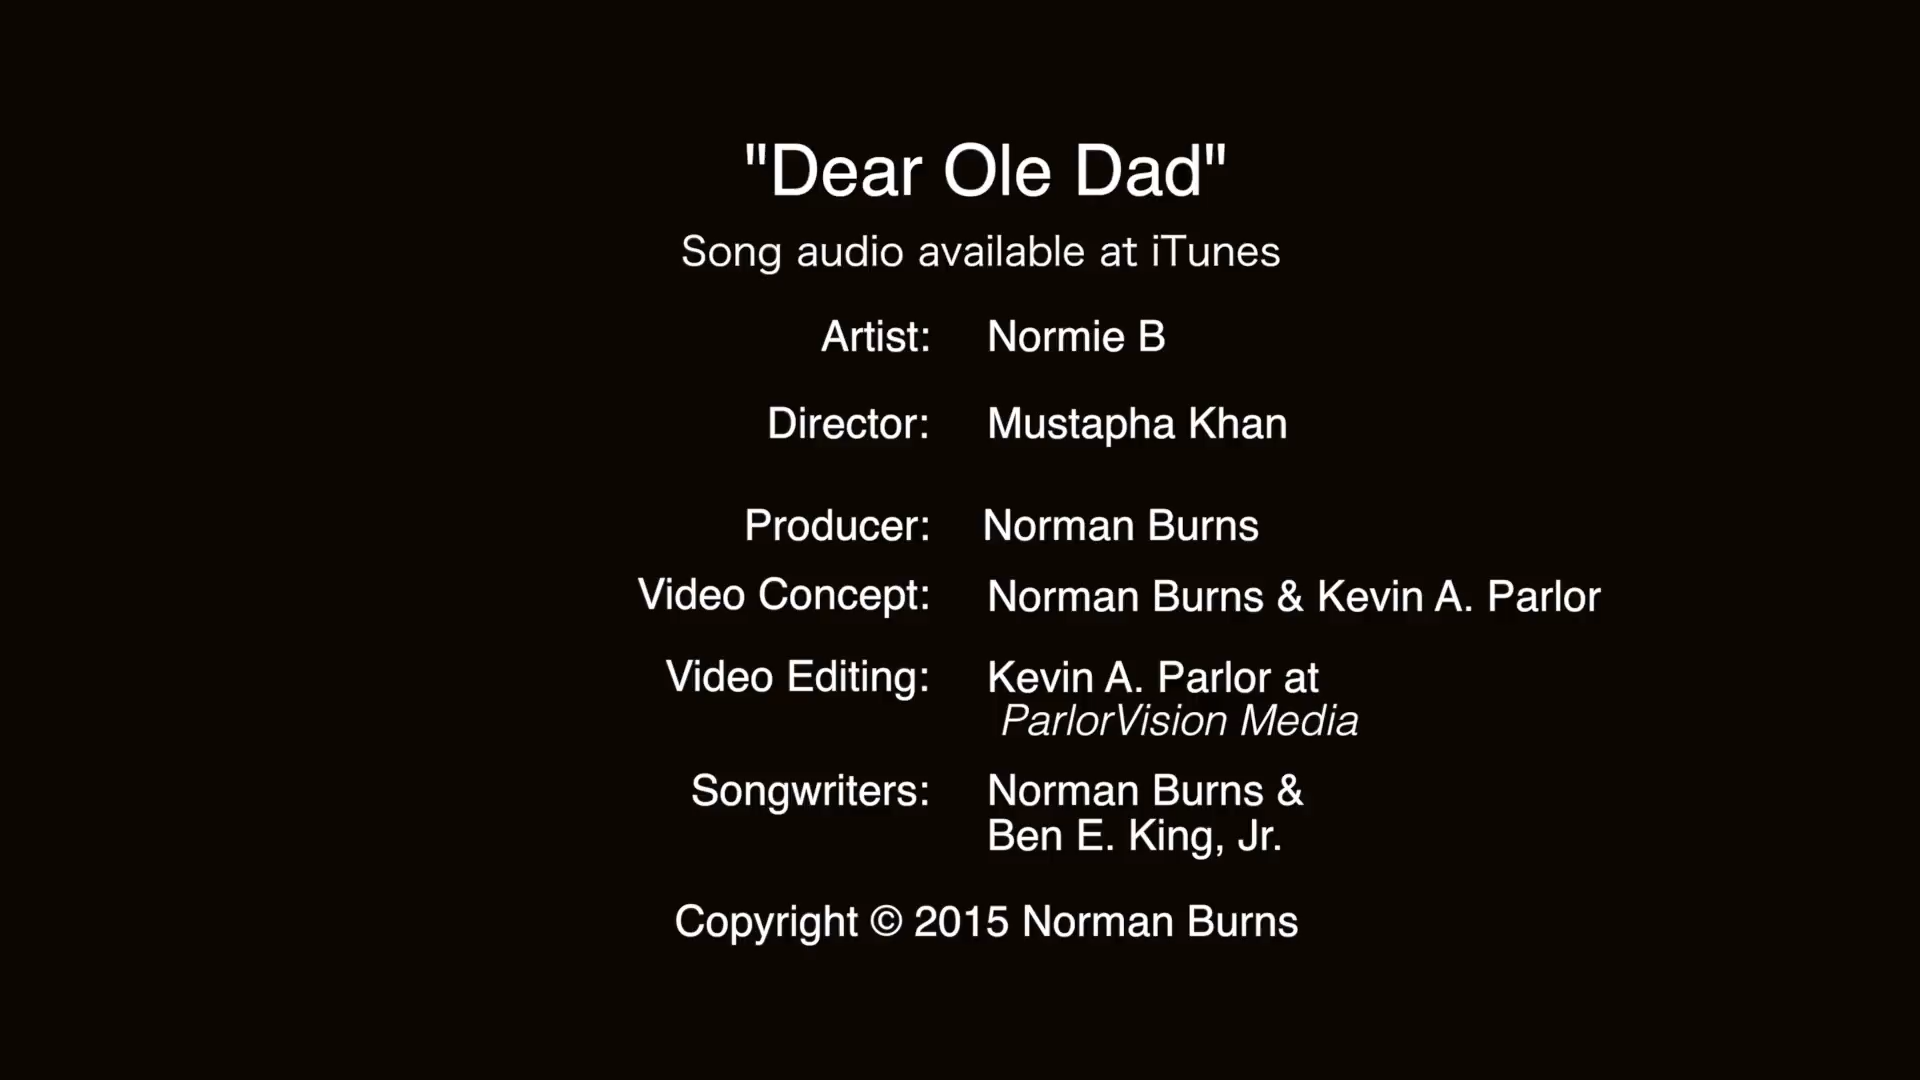 "Dear Ole Dad"
Song audio available at iTunes
Artist: Normie B
Director: Mustapha Khan
Producer: Norman Burns
Video Concept: Norman Burns & Kevin A. Parlor
Video Editing: Kevin A. Parlor at
ParlorVision Media
Songwriters: Norman Burns &
Ben E. King, Jr.
Copyright © 2015 Norman Burns